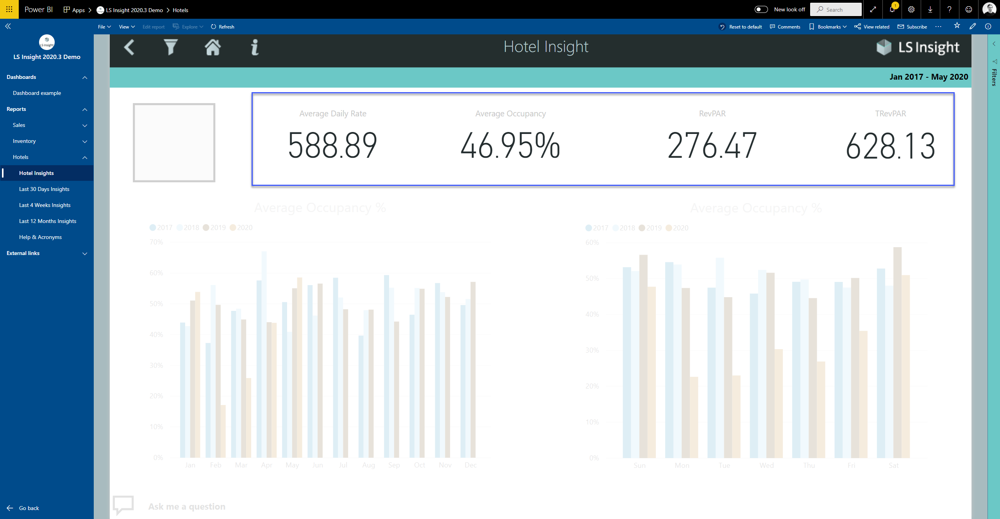 Power BI Apps LS Insight 2020.3 Demo Hotels New look off Search 1
File View Edit report Explore Refresh Reset to default Comments Bookmarks View related Subscribe
LS Insight
LS Insight 2020.3 Demo
Dashboards
Dashboard example
Reports
Sales
Inventory
Hotels
Hotel Insights
Last 30 Days Insights
Last 4 Weeks Insights
Last 12 Months Insights
Help & Acronyms
External links
Go back
Hotel Insight
LS Insight
Jan 2017 - May 2020
Filters
Average Daily Rate Average Occupancy RevPAR TRevPAR
588.89 46.95% 276.47 628.13
Average Occupancy %
2017 2018 2019 2020
70%
60%
50%
40%
30%
20%
10%
0%
Jan Feb Mar Apr May Jun Jul Aug Sep Oct Nov Dec
Average Occupancy %
2017 2018 2019 2020
60%
50%
40%
30%
20%
10%
0%
Sun Mon Tue Wed Thu Fri Sat
Ask me a question